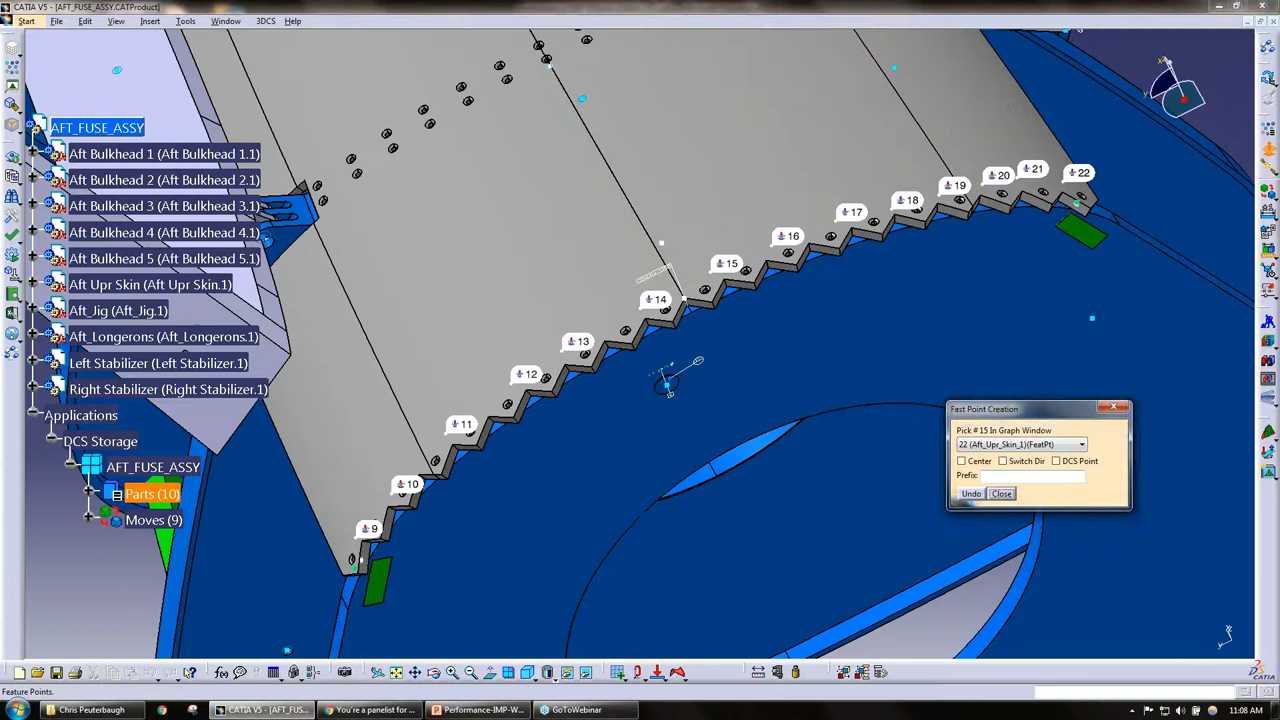 CATIA V5 - [AFT_FUSE_ASSY.CATProduct]
Start File Edit View Insert Tools Window 3DCS Help
AFT_FUSE_ASSY
Aft Bulkhead 1 (Aft Bulkhead 1.1)
Aft Bulkhead 2 (Aft Bulkhead 2.1)
Aft Bulkhead 3 (Aft Bulkhead 3.1)
Aft Bulkhead 4 (Aft Bulkhead 4.1)
Aft Bulkhead 5 (Aft Bulkhead 5.1)
Aft Upr Skin (Aft Upr Skin.1)
Aft_Jig (Aft_Jig.1)
Aft_Longerons (Aft_Longerons.1)
Left Stabilizer (Left Stabilizer.1)
Right Stabilizer (Right Stabilizer.1)
Applications
DCS Storage
AFT_FUSE_ASSY
Parts (10)
Moves (9)
22
21
20
19
18
17
16
15
14
13
12
11
10
9
Fast Point Creation
Pick # 15 In Graph Window
22 (Aft_Upr_Skin_1)(FeatPt)
Center Switch Dir DCS Point
Prefix:
Undo Close
Feature Points.
Chris Peuterbaugh
CATIA V5 - [AFT_FUS...
You're a panelist for ...
Performance-IMP-W...
GoToWebinar
11:08 AM